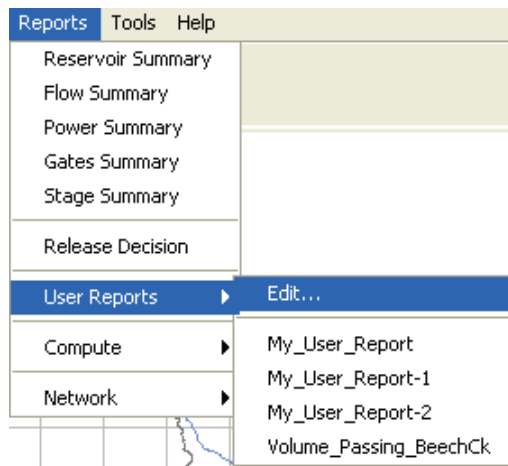 Reports Tools Help
Reservoir Summary
Flow Summary
Power Summary
Gates Summary
Stage Summary
Release Decision
User Reports
Edit...
Compute
My_User_Report
My_User_Report-1
Network
My_User_Report-2
Volume_Passing_BeechCk